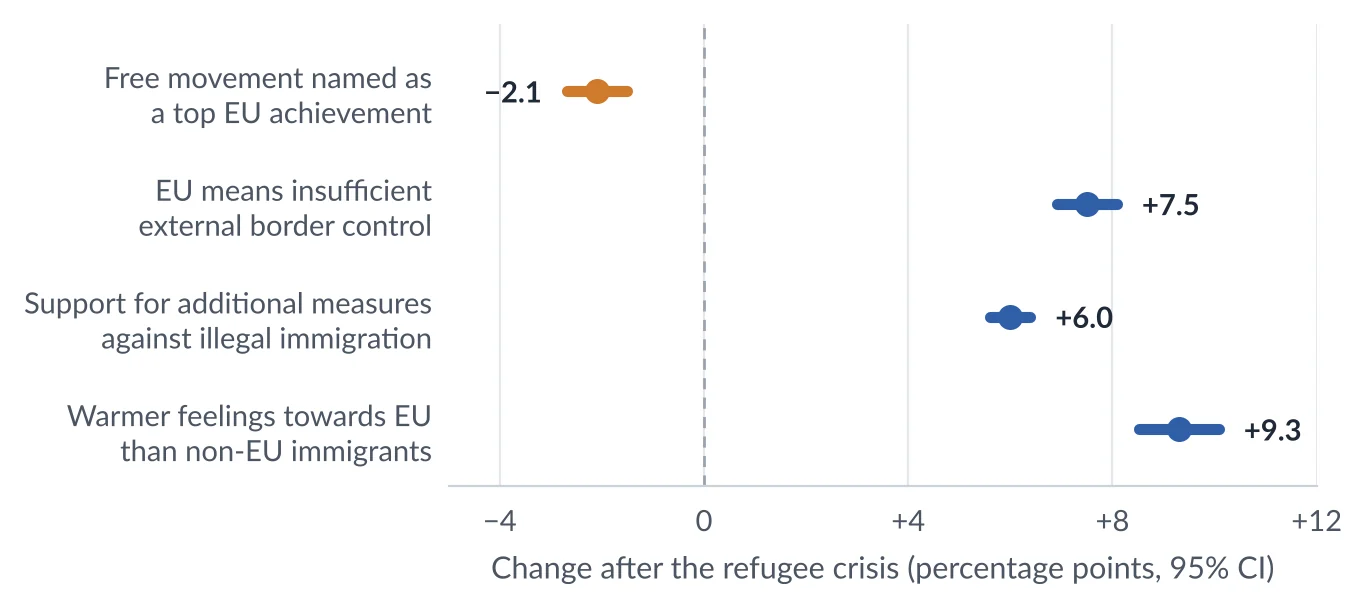 Free movement named as
a top EU achievement
−2.1
EU means insufficient
external border control
+7.5
Support for additional measures
against illegal immigration
+6.0
Warmer feelings towards EU
than non-EU immigrants
+9.3
−4 0 +4 +8 +12
Change after the refugee crisis (percentage points, 95% CI)